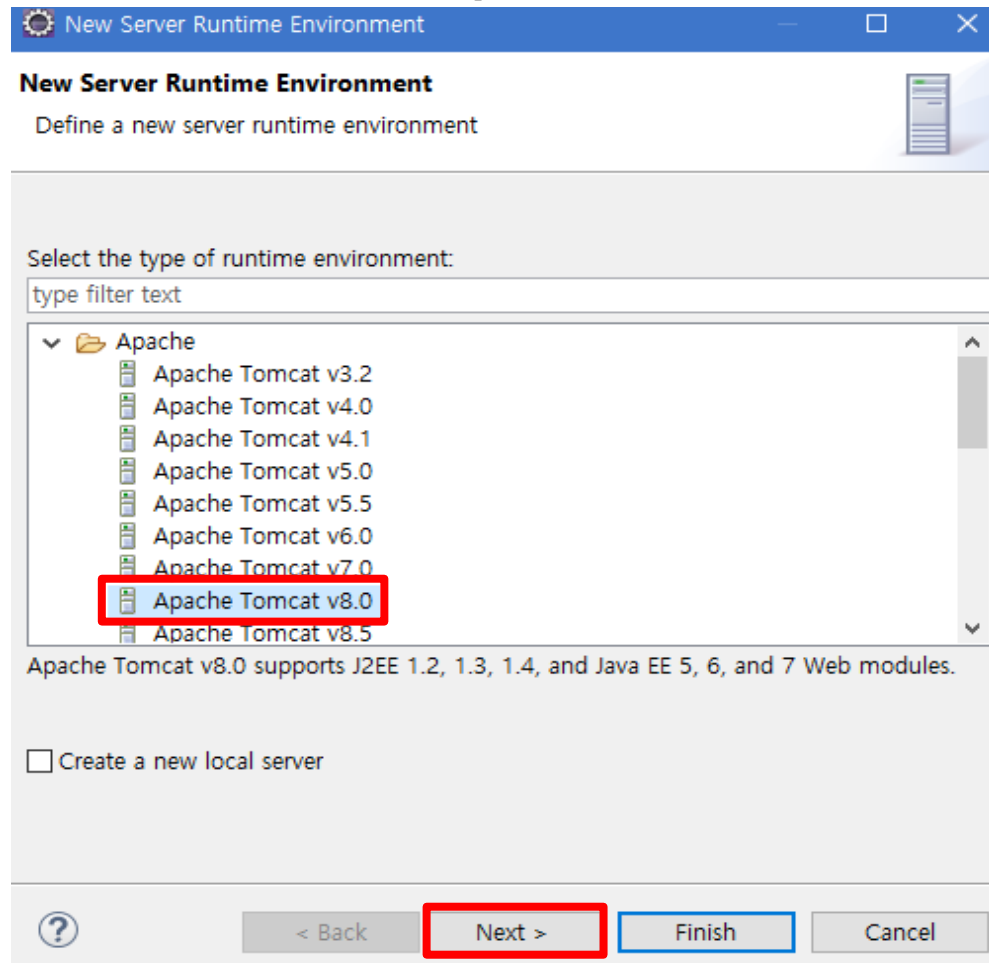 New Server Runtime Environment
New Server Runtime Environment
Define a new server runtime environment
Select the type of runtime environment:
type filter text
Apache
Apache Tomcat v3.2
Apache Tomcat v4.0
Apache Tomcat v4.1
Apache Tomcat v5.0
Apache Tomcat v5.5
Apache Tomcat v6.0
Apache Tomcat v7.0
Apache Tomcat v8.0
Apache Tomcat v8.5
Apache Tomcat v8.0 supports J2EE 1.2, 1.3, 1.4, and Java EE 5, 6, and 7 Web modules.
Create a new local server
? < Back Next > Finish Cancel